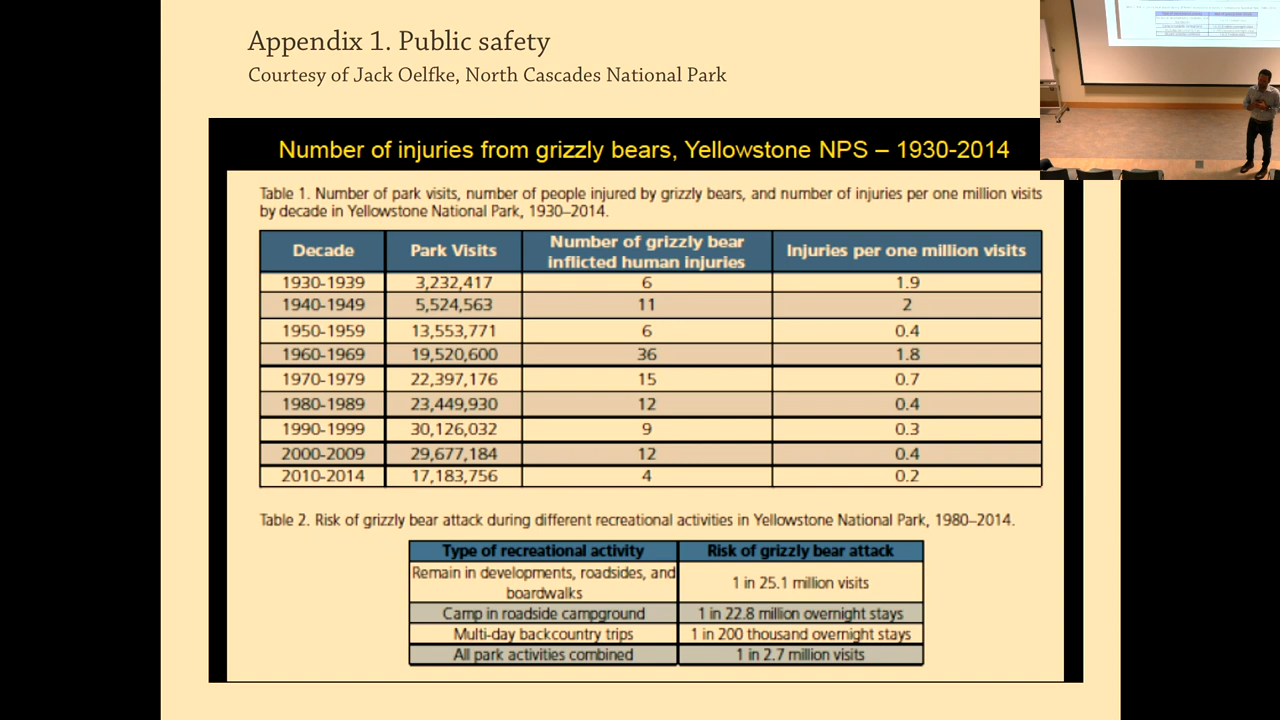 Appendix 1. Public safety
Courtesy of Jack Oelfke, North Cascades National Park
Number of injuries from grizzly bears, Yellowstone NPS – 1930-2014
Table 1. Number of park visits, number of people injured by grizzly bears, and number of injuries per one million visits
by decade in Yellowstone National Park, 1930–2014.
Decade Park Visits Number of grizzly bear inflicted human injuries Injuries per one million visits
1930-1939 3,232,417 6 1.9
1940-1949 5,524,563 11 2
1950-1959 13,553,771 6 0.4
1960-1969 19,520,600 36 1.8
1970-1979 22,397,176 15 0.7
1980-1989 23,449,930 12 0.4
1990-1999 30,126,032 9 0.3
2000-2009 29,677,184 12 0.4
2010-2014 17,183,756 4 0.2
Table 2. Risk of grizzly bear attack during different recreational activities in Yellowstone National Park, 1980–2014.
Type of recreational activity Risk of grizzly bear attack
Remain in developments, roadsides, and boardwalks 1 in 25.1 million visits
Camp in roadside campground 1 in 22.8 million overnight stays
Multi-day backcountry trips 1 in 200 thousand overnight stays
All park activities combined 1 in 2.7 million visits